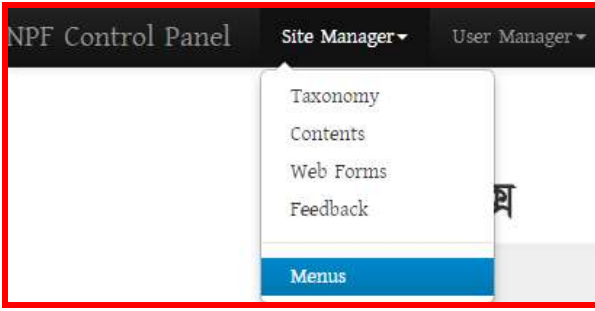 NPF Control Panel Site Manager User Manager
Taxonomy
Contents
Web Forms
Feedback
Menus